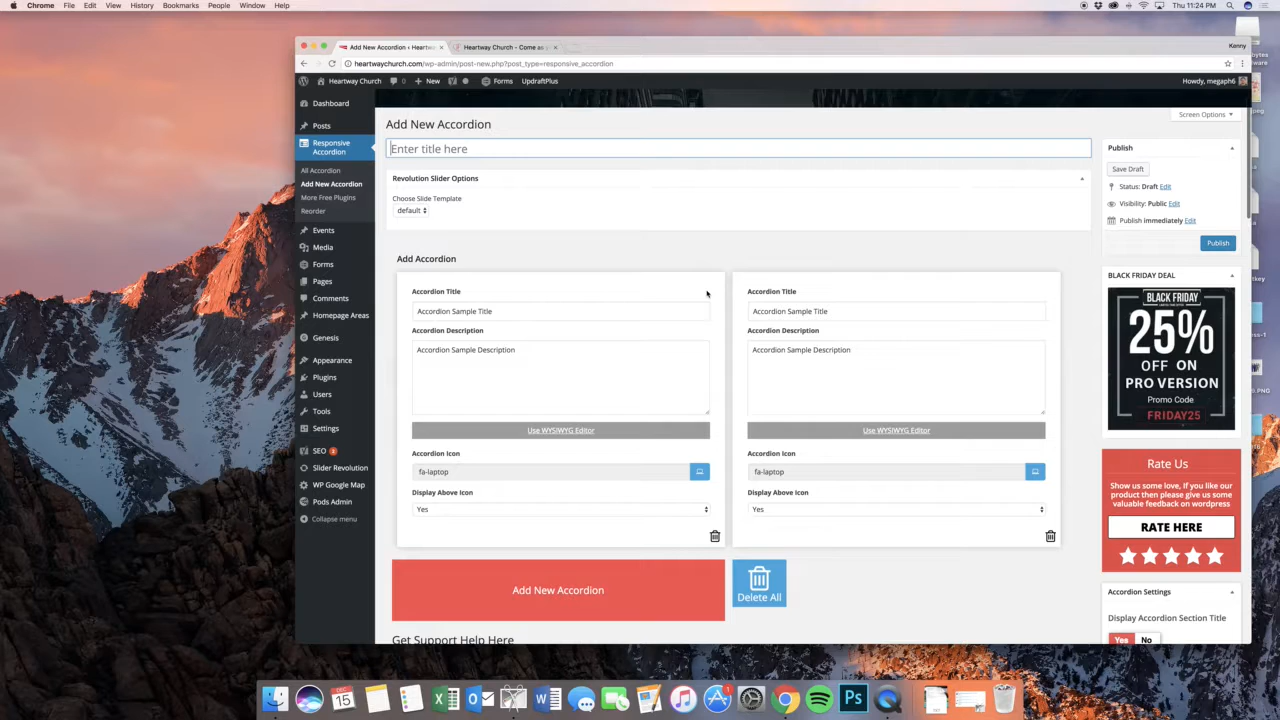 Chrome File Edit View History Bookmarks People Window Help
Thu 11:24 PM
Add New Accordion ‹ Heartwa
Heartway Church - Come as y
Kenny
heartwaychurch.com/wp-admin/post-new.php?post_type=responsive_accordion
Heartway Church 0 New Forms UpdraftPlus
Howdy, megaph6
Dashboard
Posts
Responsive
Accordion
All Accordion
Add New Accordion
More Free Plugins
Reorder
Events
Media
Forms
Pages
Comments
Homepage Areas
Genesis
Appearance
Plugins
Users
Tools
Settings
SEO
Slider Revolution
WP Google Map
Pods Admin
Collapse menu
Screen Options
Add New Accordion
Enter title here
Revolution Slider Options
Choose Slide Template
default
Add Accordion
Accordion Title
Accordion Sample Title
Accordion Description
Accordion Sample Description
Use WYSIWYG Editor
Accordion Icon
fa-laptop
Display Above Icon
Yes
Accordion Title
Accordion Sample Title
Accordion Description
Accordion Sample Description
Use WYSIWYG Editor
Accordion Icon
fa-laptop
Display Above Icon
Yes
Add New Accordion
Delete All
Get Support Help Here
Publish
Save Draft
Status: Draft Edit
Visibility: Public Edit
Publish immediately Edit
Publish
BLACK FRIDAY DEAL
BLACK FRIDAY
25%
OFF ON
PRO VERSION
Promo Code
FRIDAY25
Rate Us
Show us some love, If you like our
product then please give us some
valuable feedback on wordpress
RATE HERE
Accordion Settings
Display Accordion Section Title
Yes No
DEC
15
Ps